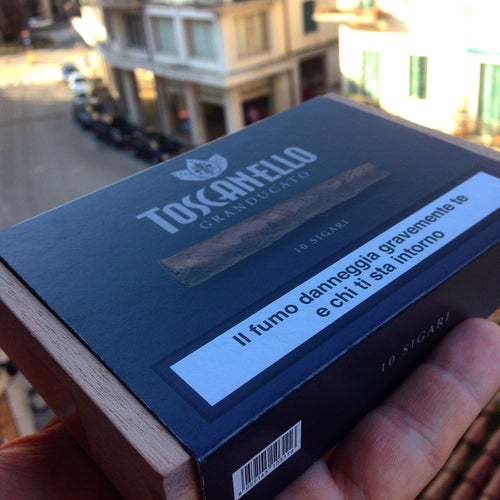 TOSCANELLO
GRANDUCATO
10 SIGARI
Il fumo danneggia gravemente te
e chi ti sta intorno
10 SIGARI